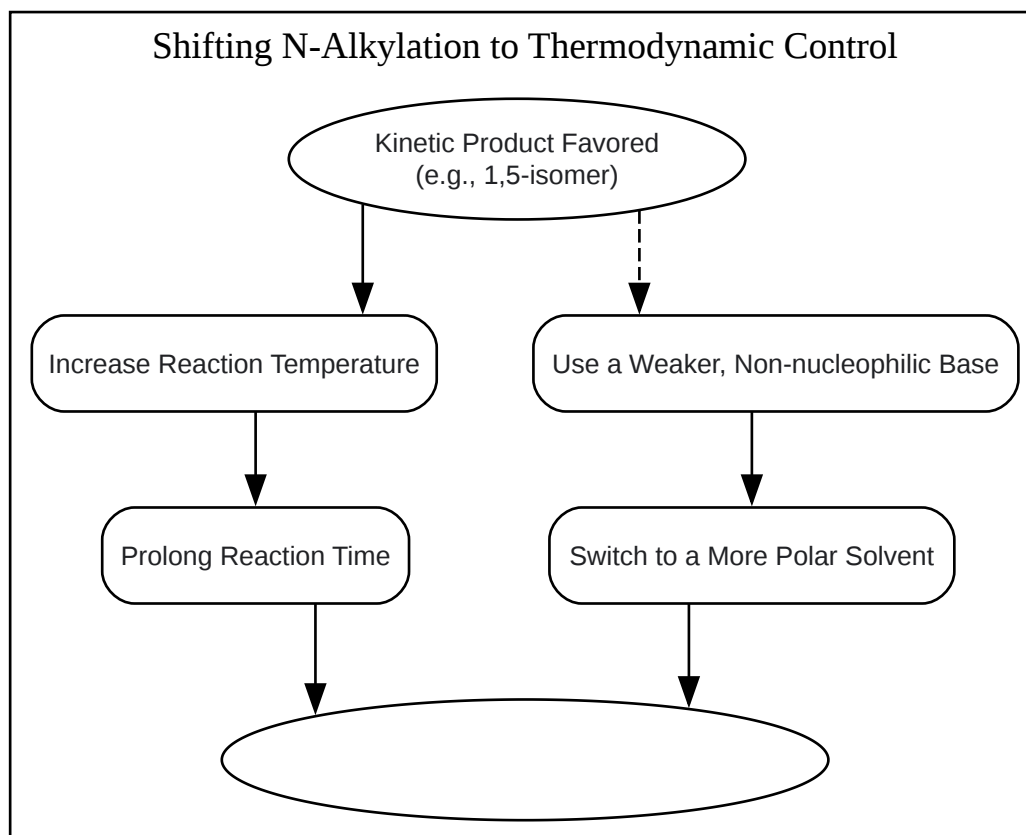 Shifting N-Alkylation to Thermodynamic Control
Kinetic Product Favored
(e.g., 1,5-isomer)
Increase Reaction Temperature
Use a Weaker, Non-nucleophilic Base
Prolong Reaction Time
Switch to a More Polar Solvent